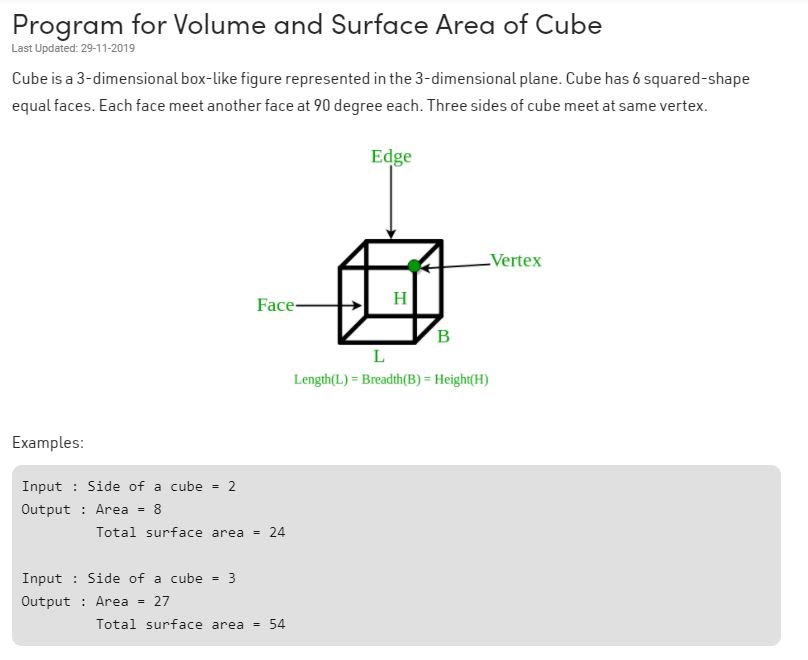 Program for Volume and Surface Area of Cube
Last Updated: 29-11-2019
Cube is a 3-dimensional box-like figure represented in the 3-dimensional plane. Cube has 6 squared-shape
equal faces. Each face meet another face at 90 degree each. Three sides of cube meet at same vertex.
Edge
Vertex
Face
H
B
L
Length(L) = Breadth(B) = Height(H)
Examples:
Input : Side of a cube = 2
Output : Area = 8
Total surface area = 24
Input : Side of a cube = 3
Output : Area = 27
Total surface area = 54